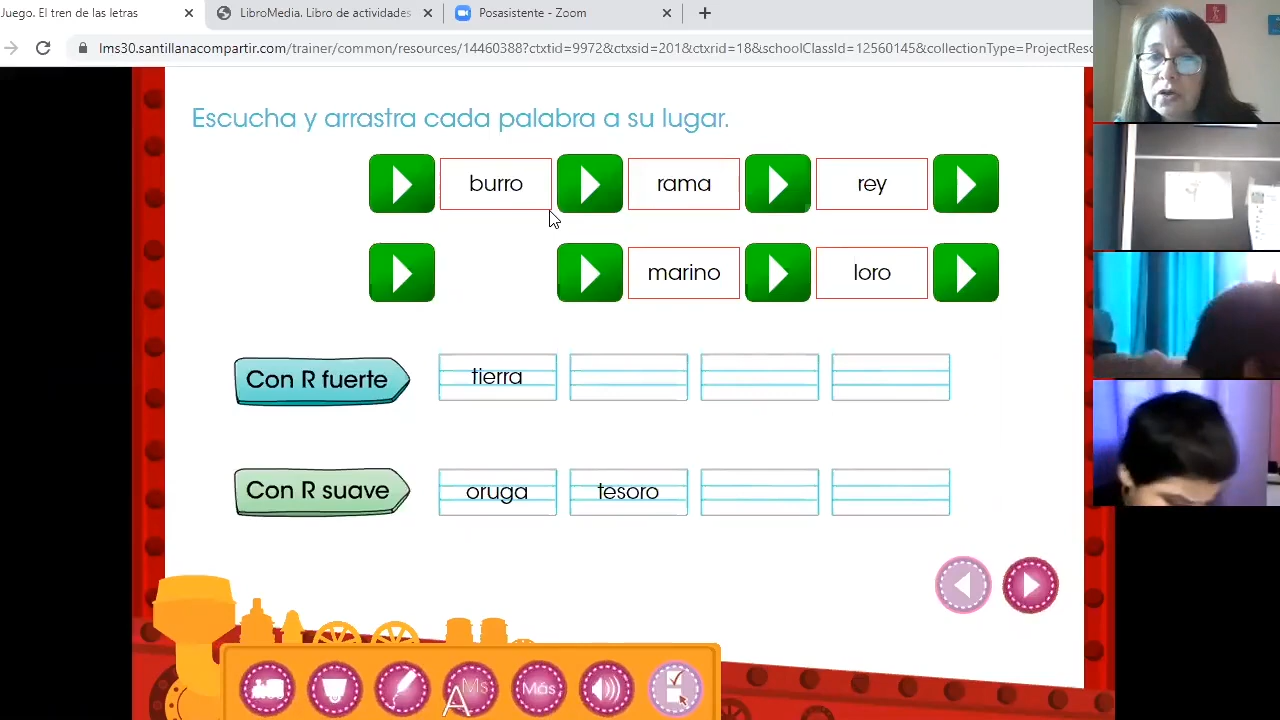 Juego. El tren de las letras
LibroMedia. Libro de actividades
Posasistente - Zoom
lms30.santillanacompartir.com/trainer/common/resources/14460388?ctxtid=9972&ctxsid=201&ctxrid=18&schoolClassId=12560145&collectionType=ProjectReso
Escucha y arrastra cada palabra a su lugar.
burro rama rey
marino loro
Con R fuerte tierra
Con R suave oruga tesoro
A Ms Más